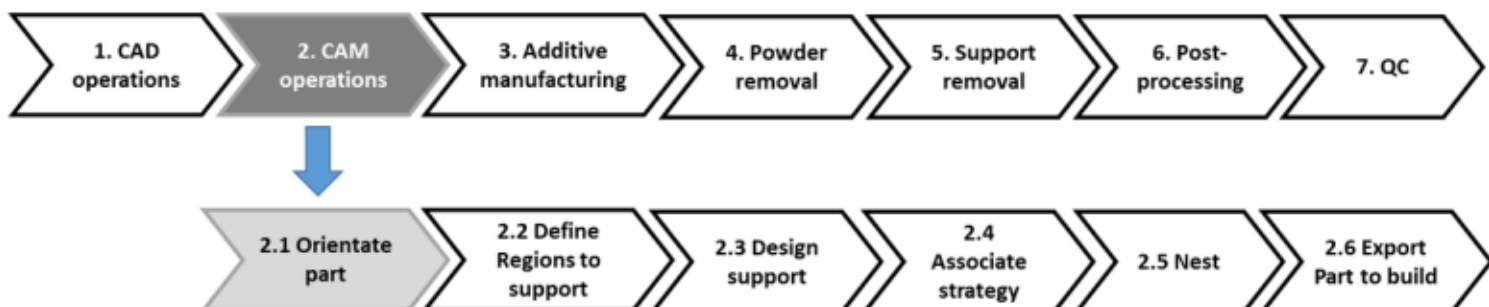 1. CAD
operations
2. CAM
operations
3. Additive
manufacturing
4. Powder
removal
5. Support
removal
6. Post-
processing
7. QC
2.1 Orientate
part
2.2 Define
Regions to
support
2.3 Design
support
2.4
Associate
strategy
2.5 Nest
2.6 Export
Part to build